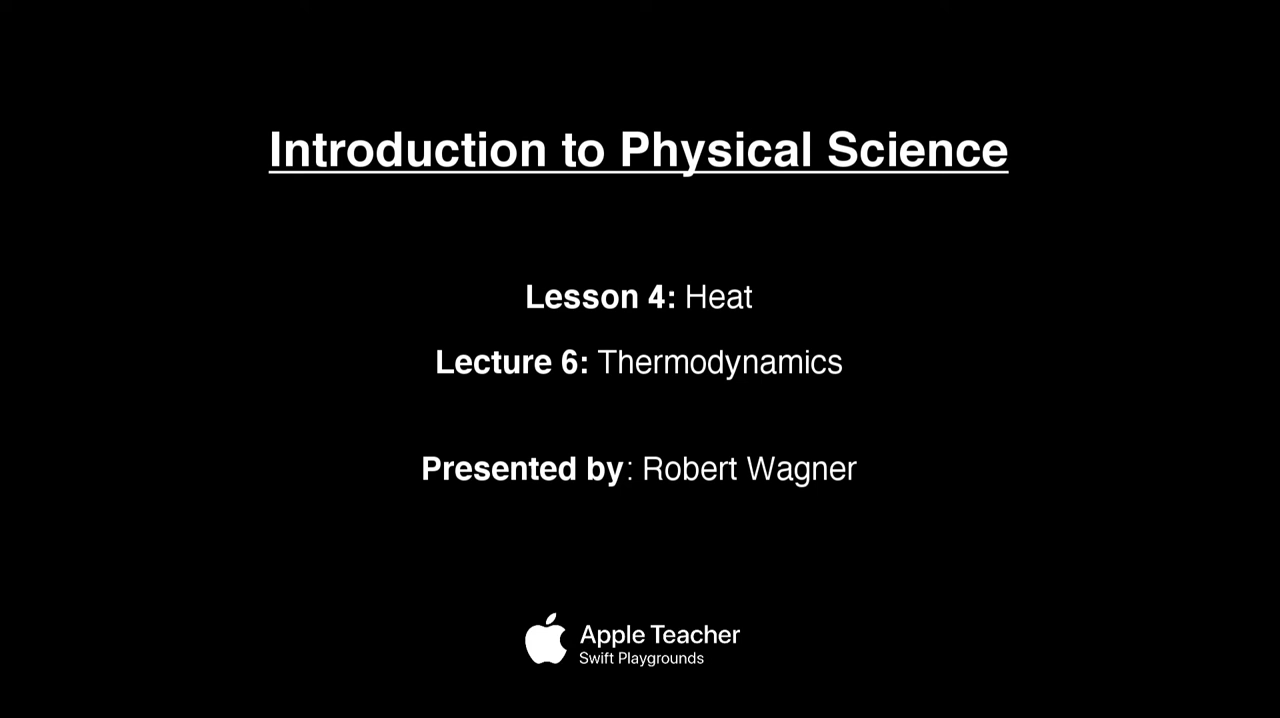 Introduction to Physical Science
Lesson 4: Heat
Lecture 6: Thermodynamics
Presented by: Robert Wagner
Apple Teacher
Swift Playgrounds